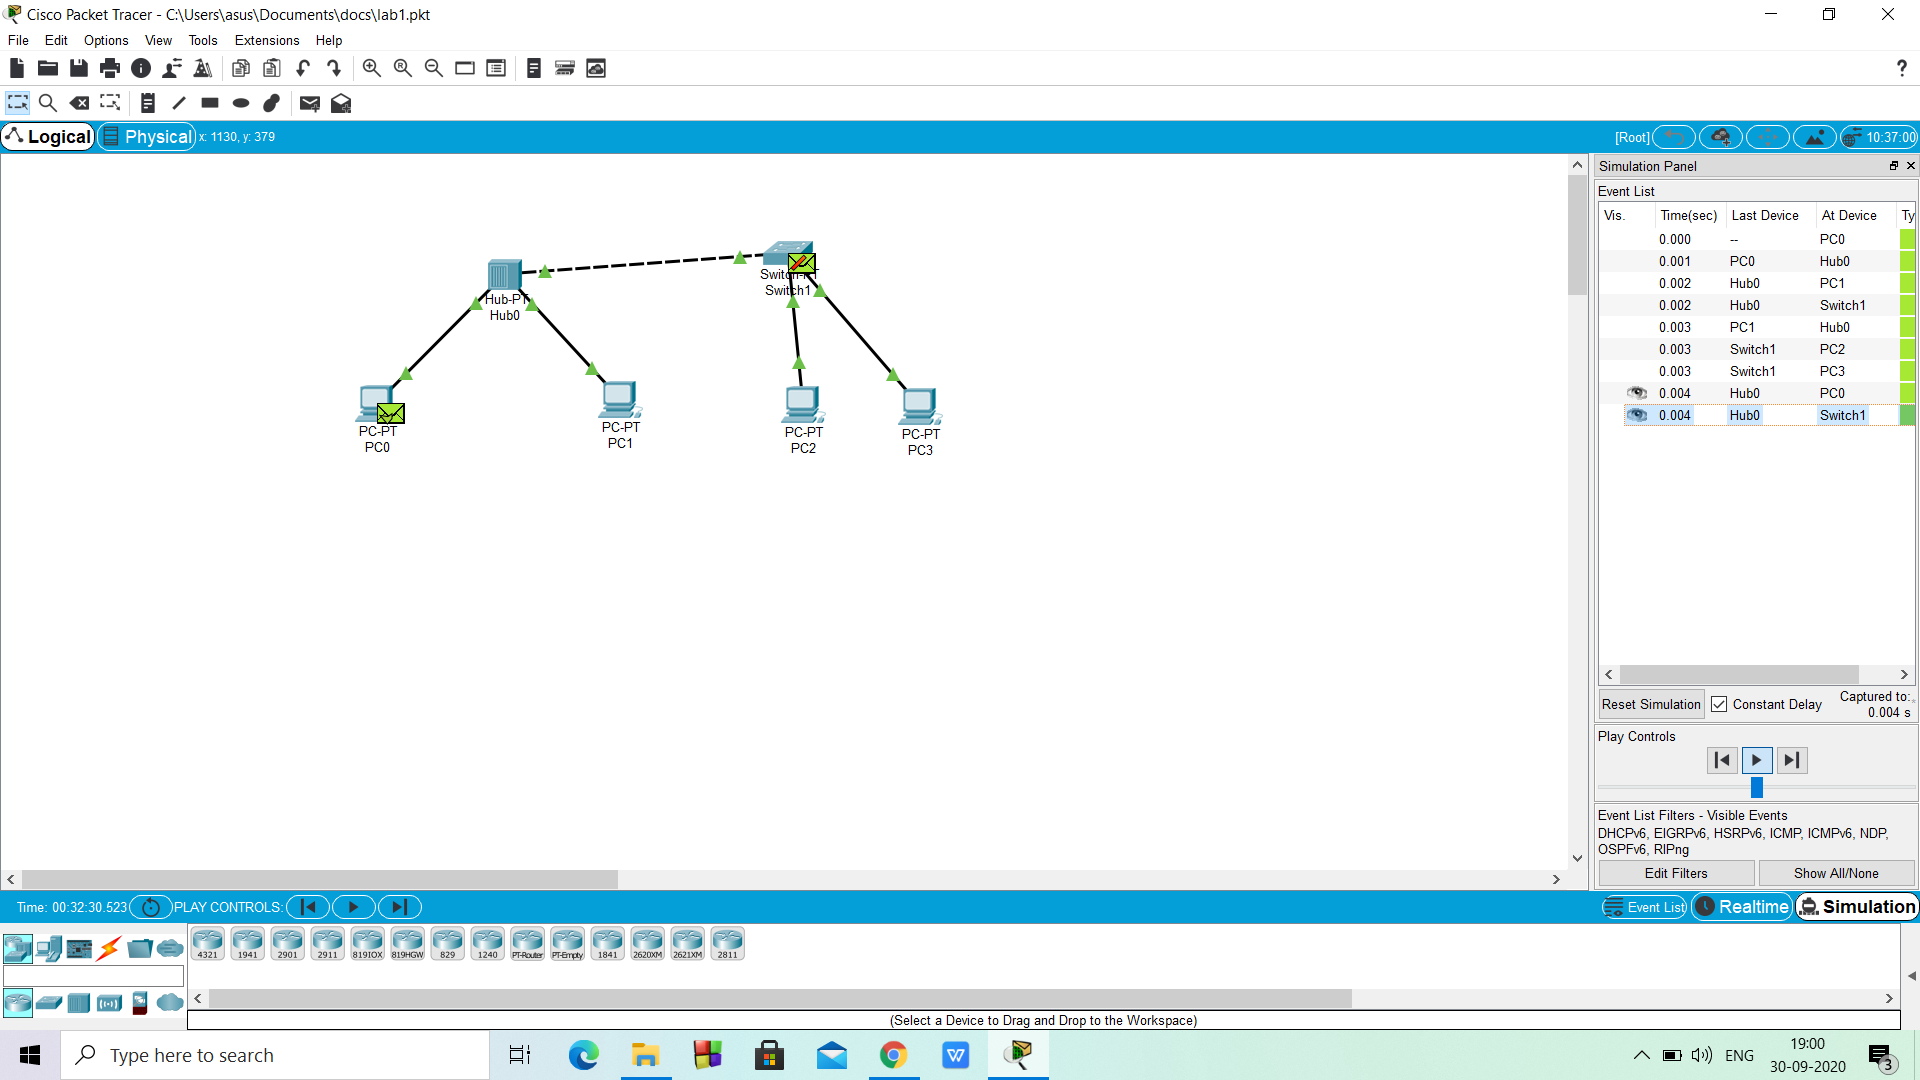 Cisco Packet Tracer - C:\Users\asus\Documents\docs\lab1.pkt
File Edit Options View Tools Extensions Help
?
Logical Physical x: 1130, y: 379 [Root] 10:37:00
Simulation Panel
Event List
Vis. Time(sec) Last Device At Device Ty
0.000 -- PC0
0.001 PC0 Hub0
0.002 Hub0 PC1
0.002 Hub0 Switch1
0.003 PC1 Hub0
0.003 Switch1 PC2
0.003 Switch1 PC3
0.004 Hub0 PC0
0.004 Hub0 Switch1
Switch-PT
Switch1
Hub-PT
Hub0
PC-PT
PC0
PC-PT
PC1
PC-PT
PC2
PC-PT
PC3
Reset Simulation Constant Delay Captured to:
0.004 s
Play Controls
Event List Filters - Visible Events
DHCPv6, EIGRPv6, HSRPv6, ICMP, ICMPv6, NDP,
OSPFv6, RIPng
Edit Filters Show All/None
Time: 00:32:30.523 PLAY CONTROLS: Event List Realtime Simulation
4321 1941 2901 2911 819IOX 819HGW 829 1240 PT-Router PT-Empty 1841 2620XM 2621XM 2811
(Select a Device to Drag and Drop to the Workspace)
Type here to search
W
ENG
19:00
30-09-2020
3